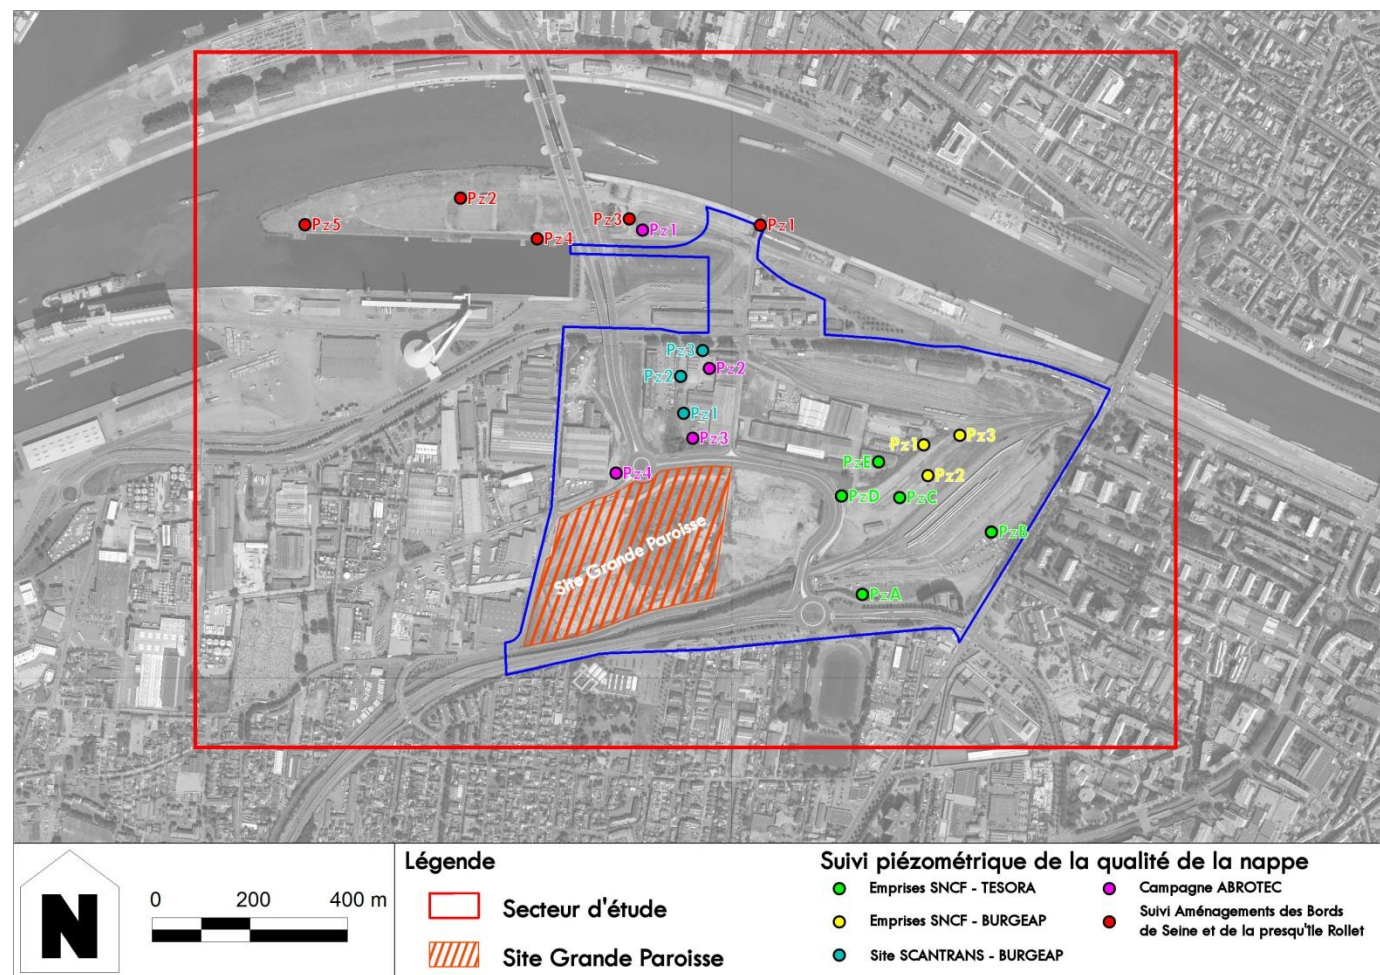 Pz2
Pz5
Pz3
Pz1
Pz1
Pz4
Pz3
Pz2
Pz2
Pz1
Pz3
Pz3
Pz1
PzE
Pz2
Pz4
PzD
PzC
Site Grande Paroisse
PzB
PzA
N
0 200 400 m
Légende
Secteur d'étude
Site Grande Paroisse
Suivi piézométrique de la qualité de la nappe
Emprises SNCF - TESORA
Emprises SNCF - BURGEAP
Site SCANTRANS - BURGEAP
Campagne ABROTEC
Suivi Aménagements des Bords
de Seine et de la presqu'île Rollet